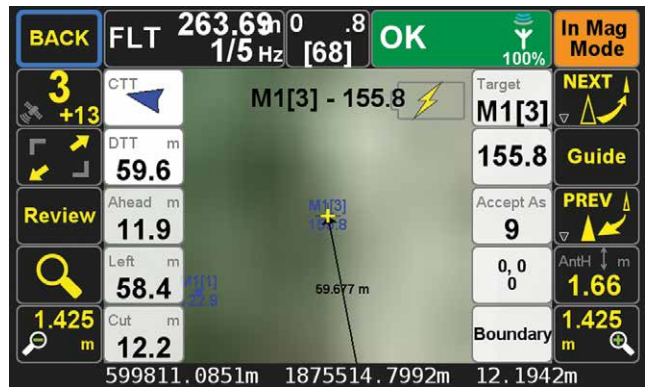 BACK
FLT 263.69m
1/5 Hz
0 .8
[68]
OK
100%
In Mag
Mode
3
+13
CTT
M1[3] - 155.8
Target
M1[3]
NEXT
DTT m
59.6
155.8
Guide
Review
Ahead m
11.9
M1[3]
155.8
Accept As
9
PREV
Left m
58.4
M1[1]
59.677 m
0, 0
0
AntH m
1.66
1.425
m
Cut m
12.2
Boundary
1.425
m
599811.0851m 1875514.7992m 12.1942m